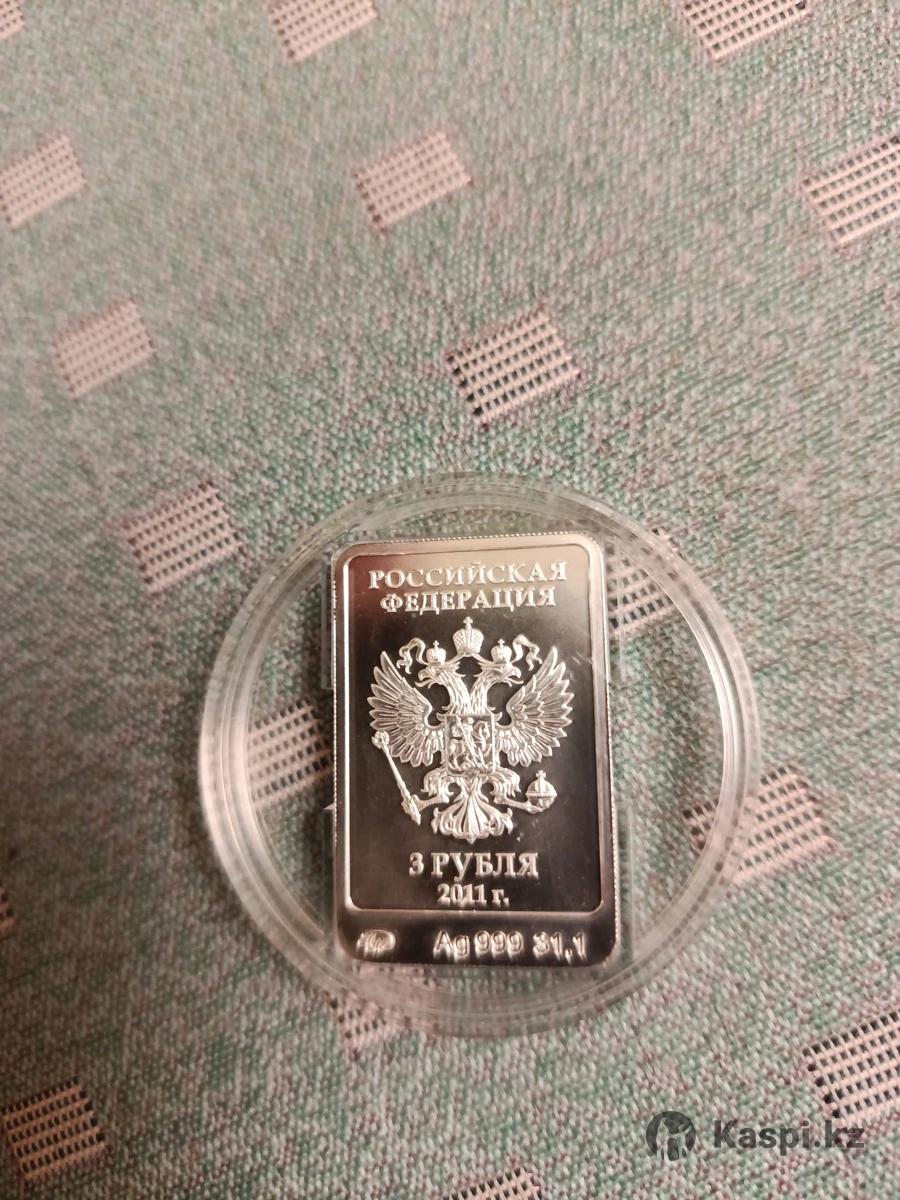 РОССИЙСКАЯ
ФЕДЕРАЦИЯ
3 РУБЛЯ
2011 г.
Ag 999 31,1
Kaspi.kz